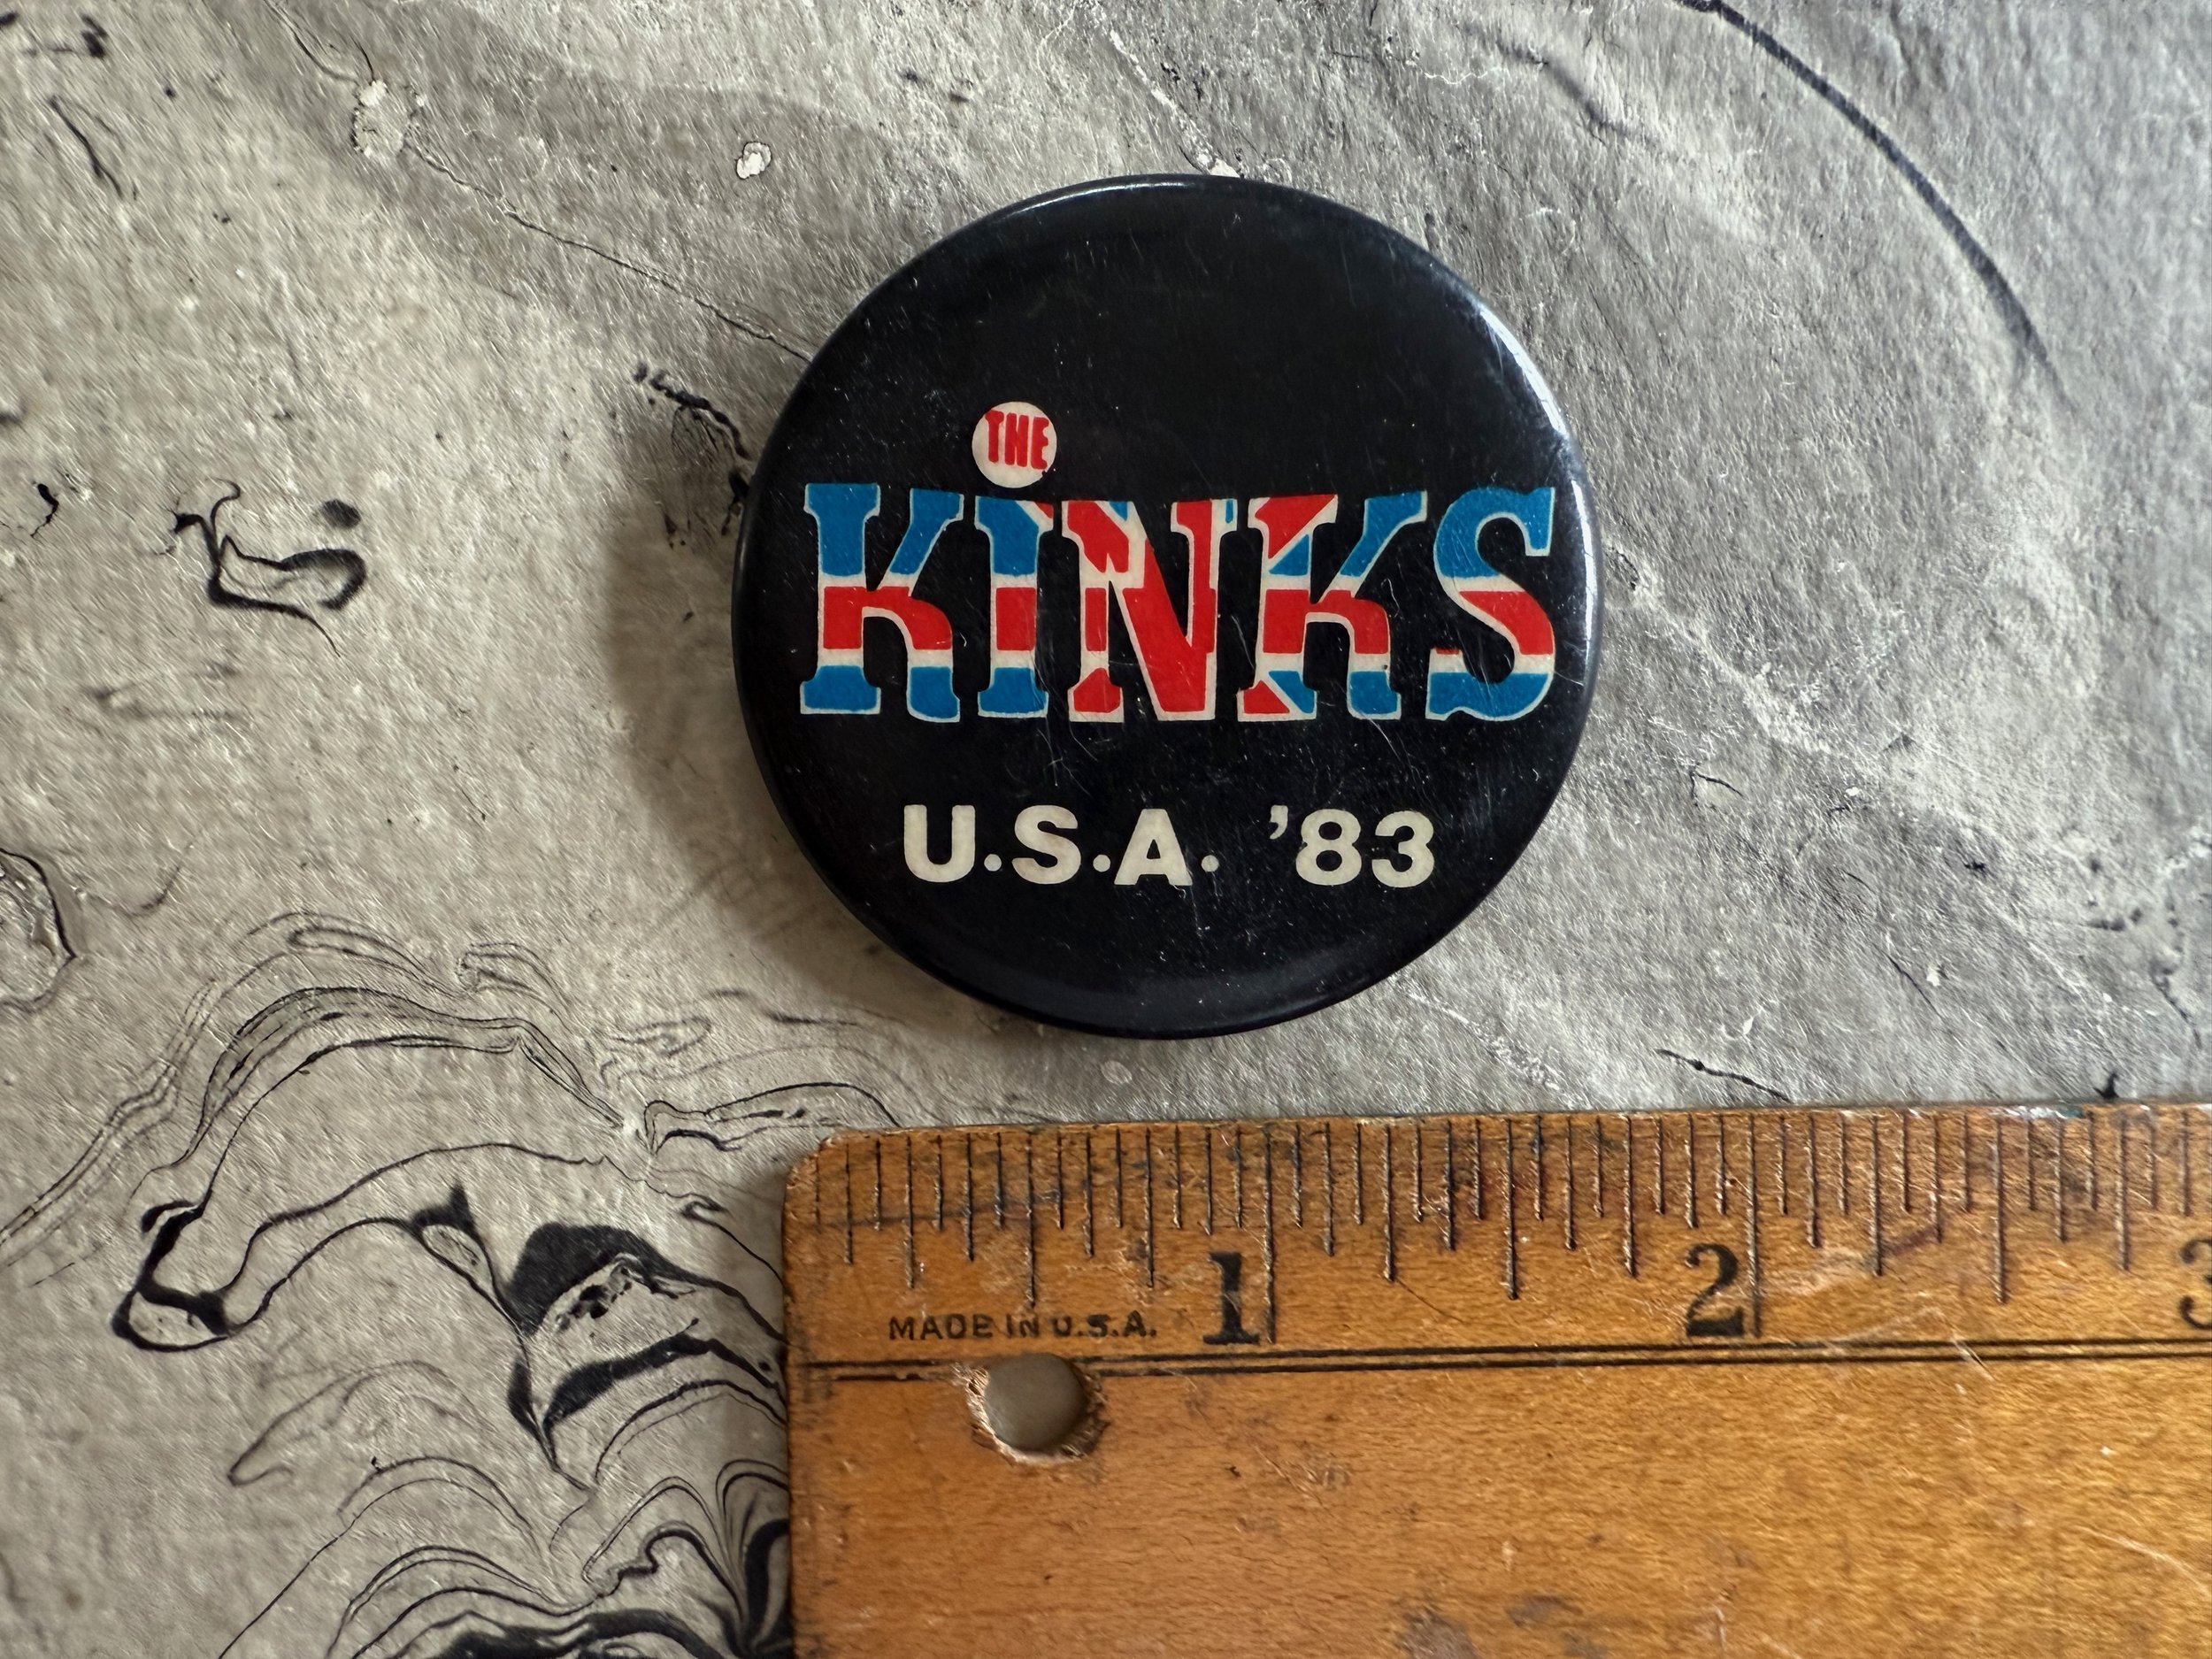 THE
KiNKS
U.S.A. '83
1 2 3
MADE IN U.S.A.